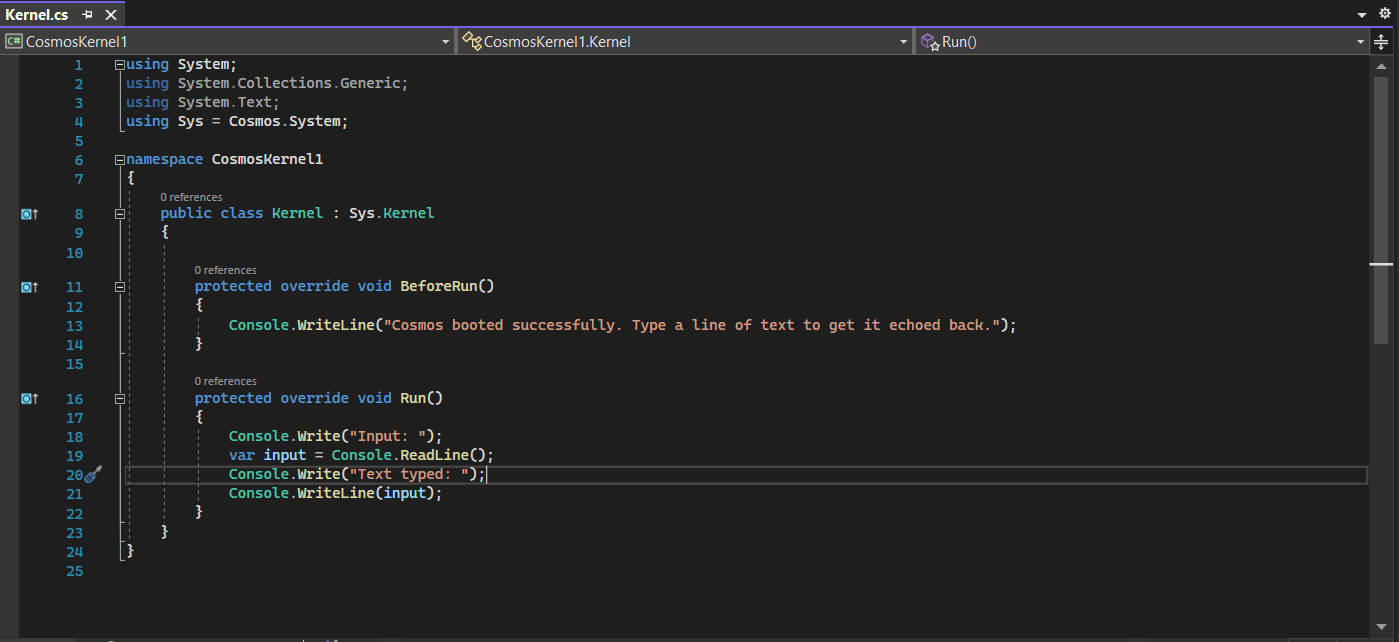 Kernel.cs
C# CosmosKernel1
CosmosKernel1.Kernel
Run()
1 using System;
2 using System.Collections.Generic;
3 using System.Text;
4 using Sys = Cosmos.System;
5
6 namespace CosmosKernel1
7 {
0 references
8 public class Kernel : Sys.Kernel
9 {
10
0 references
11 protected override void BeforeRun()
12 {
13 Console.WriteLine("Cosmos booted successfully. Type a line of text to get it echoed back.");
14 }
15
0 references
16 protected override void Run()
17 {
18 Console.Write("Input: ");
19 var input = Console.ReadLine();
20 Console.Write("Text typed: ");
21 Console.WriteLine(input);
22 }
23 }
24 }
25